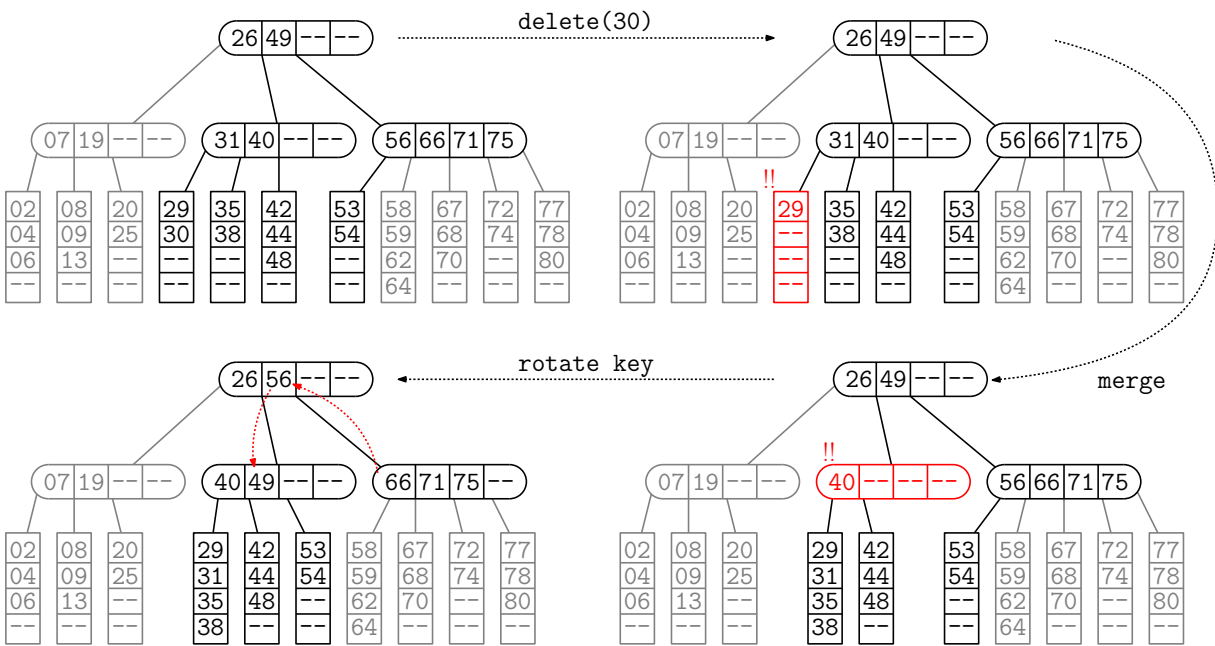 delete(30)
26 49 -- -- 26 49 -- --
07 19 -- -- 31 40 -- -- 56 66 71 75 07 19 -- -- 31 40 -- -- 56 66 71 75
!!
02 08 20 29 35 42 53 58 67 72 77 02 08 20 29 35 42 53 58 67 72 77
04 09 25 30 38 44 54 59 68 74 78 04 09 25 -- 38 44 54 59 68 74 78
06 13 -- -- -- 48 -- 62 70 -- 80 06 13 -- -- -- 48 -- 62 70 -- 80
-- -- -- -- -- -- -- 64 -- -- -- -- -- -- -- -- -- -- 64 -- -- --
rotate key
26 56 -- -- 26 49 -- -- merge
!!
07 19 -- -- 40 49 -- -- 66 71 75 -- 07 19 -- -- 40 -- -- -- 56 66 71 75
02 08 20 29 42 53 58 67 72 77 02 08 20 29 42 53 58 67 72 77
04 09 25 31 44 54 59 68 74 78 04 09 25 31 44 54 59 68 74 78
06 13 -- 35 48 -- 62 70 -- 80 06 13 -- 35 48 -- 62 70 -- 80
-- -- -- 38 -- -- 64 -- -- -- -- -- -- 38 -- -- 64 -- -- --